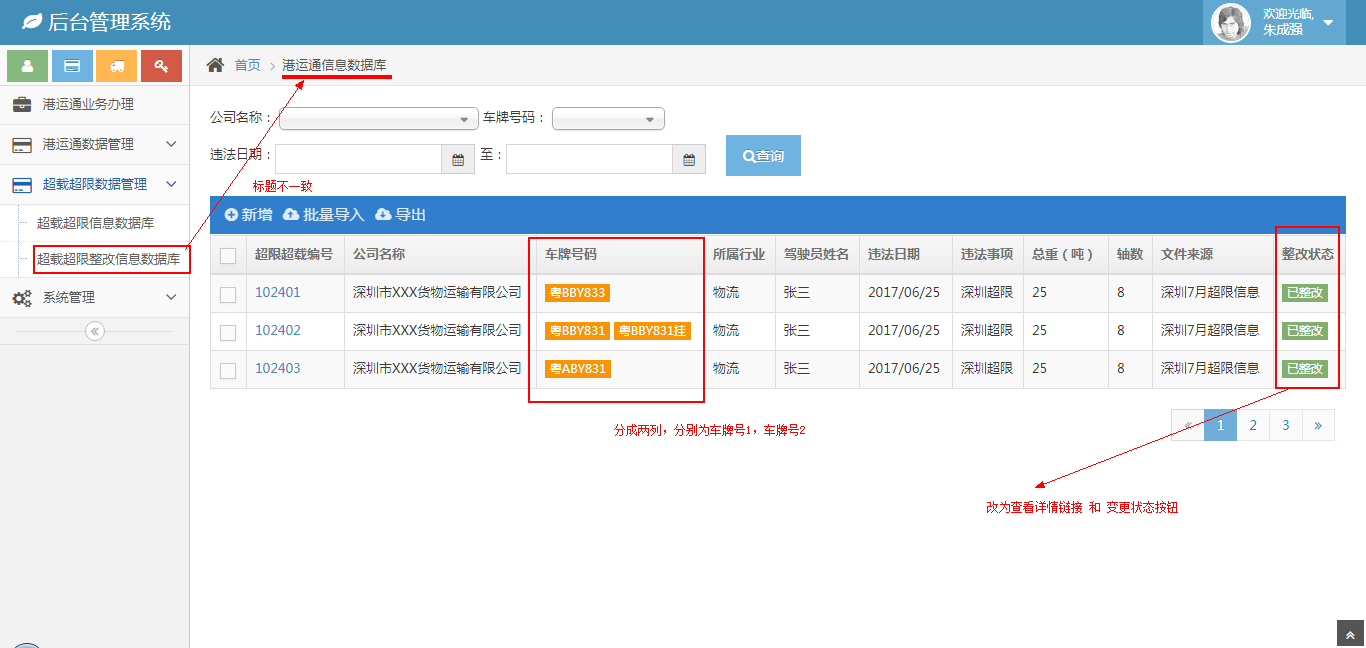 后台管理系统
欢迎光临,
朱成强
首页 港运通信息数据库
港运通业务办理
港运通数据管理
超载超限数据管理
超载超限信息数据库
超载超限整改信息数据库
系统管理
公司名称： 车牌号码：
违法日期： 至： 查询
标题不一致
新增 批量导入 导出
超限超载编号 公司名称 车牌号码 所属行业 驾驶员姓名 违法日期 违法事项 总重（吨） 轴数 文件来源 整改状态
102401 深圳市XXX货物运输有限公司 粤BBY833 物流 张三 2017/06/25 深圳超限 25 8 深圳7月超限信息 已整改
102402 深圳市XXX货物运输有限公司 粤BBY831 粤BBY831挂 物流 张三 2017/06/25 深圳超限 25 8 深圳7月超限信息 已整改
102403 深圳市XXX货物运输有限公司 粤ABY831 物流 张三 2017/06/25 深圳超限 25 8 深圳7月超限信息 已整改
« 1 2 3 »
分成两列，分别为车牌号1，车牌号2
改为查看详情链接 和 变更状态按钮